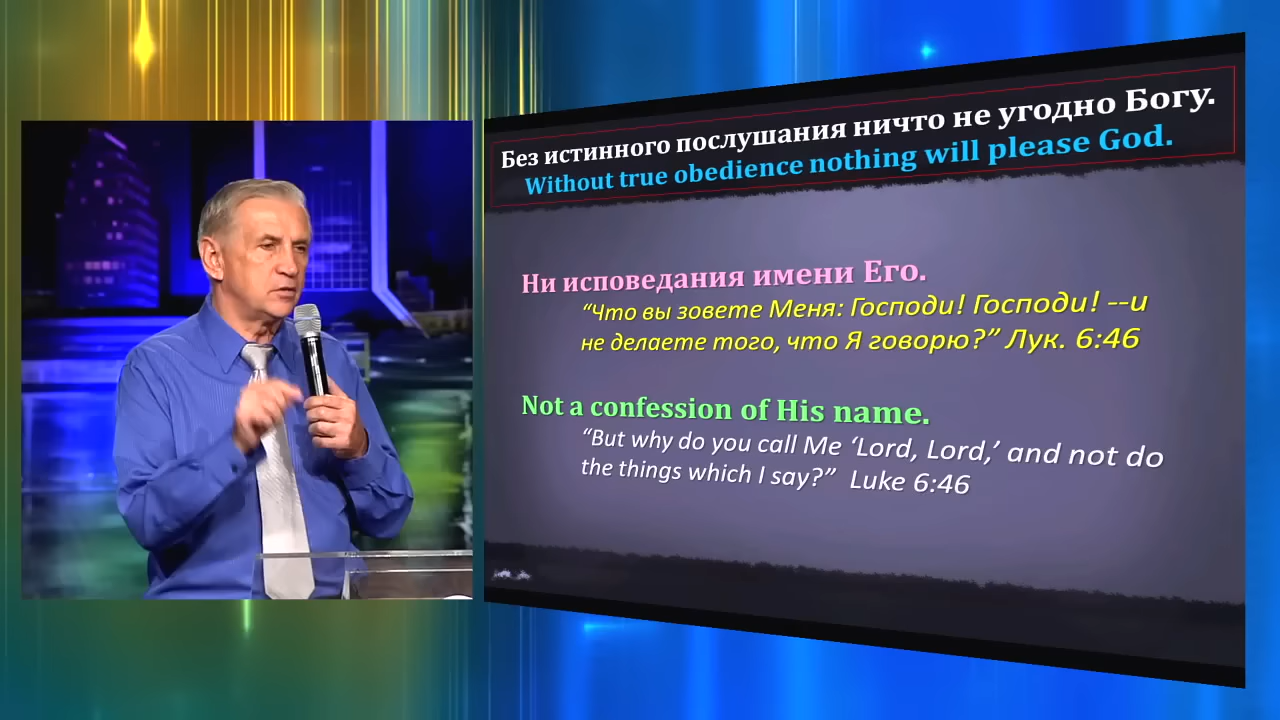 Без истинного послушания ничто не угодно Богу.
Without true obedience nothing will please God.
Ни исповедания имени Его.
“Что вы зовете Меня: Господи! Господи! --и
не делаете того, что Я говорю?” Лук. 6:46
Not a confession of His name.
“But why do you call Me ‘Lord, Lord,’ and not do
the things which I say?” Luke 6:46